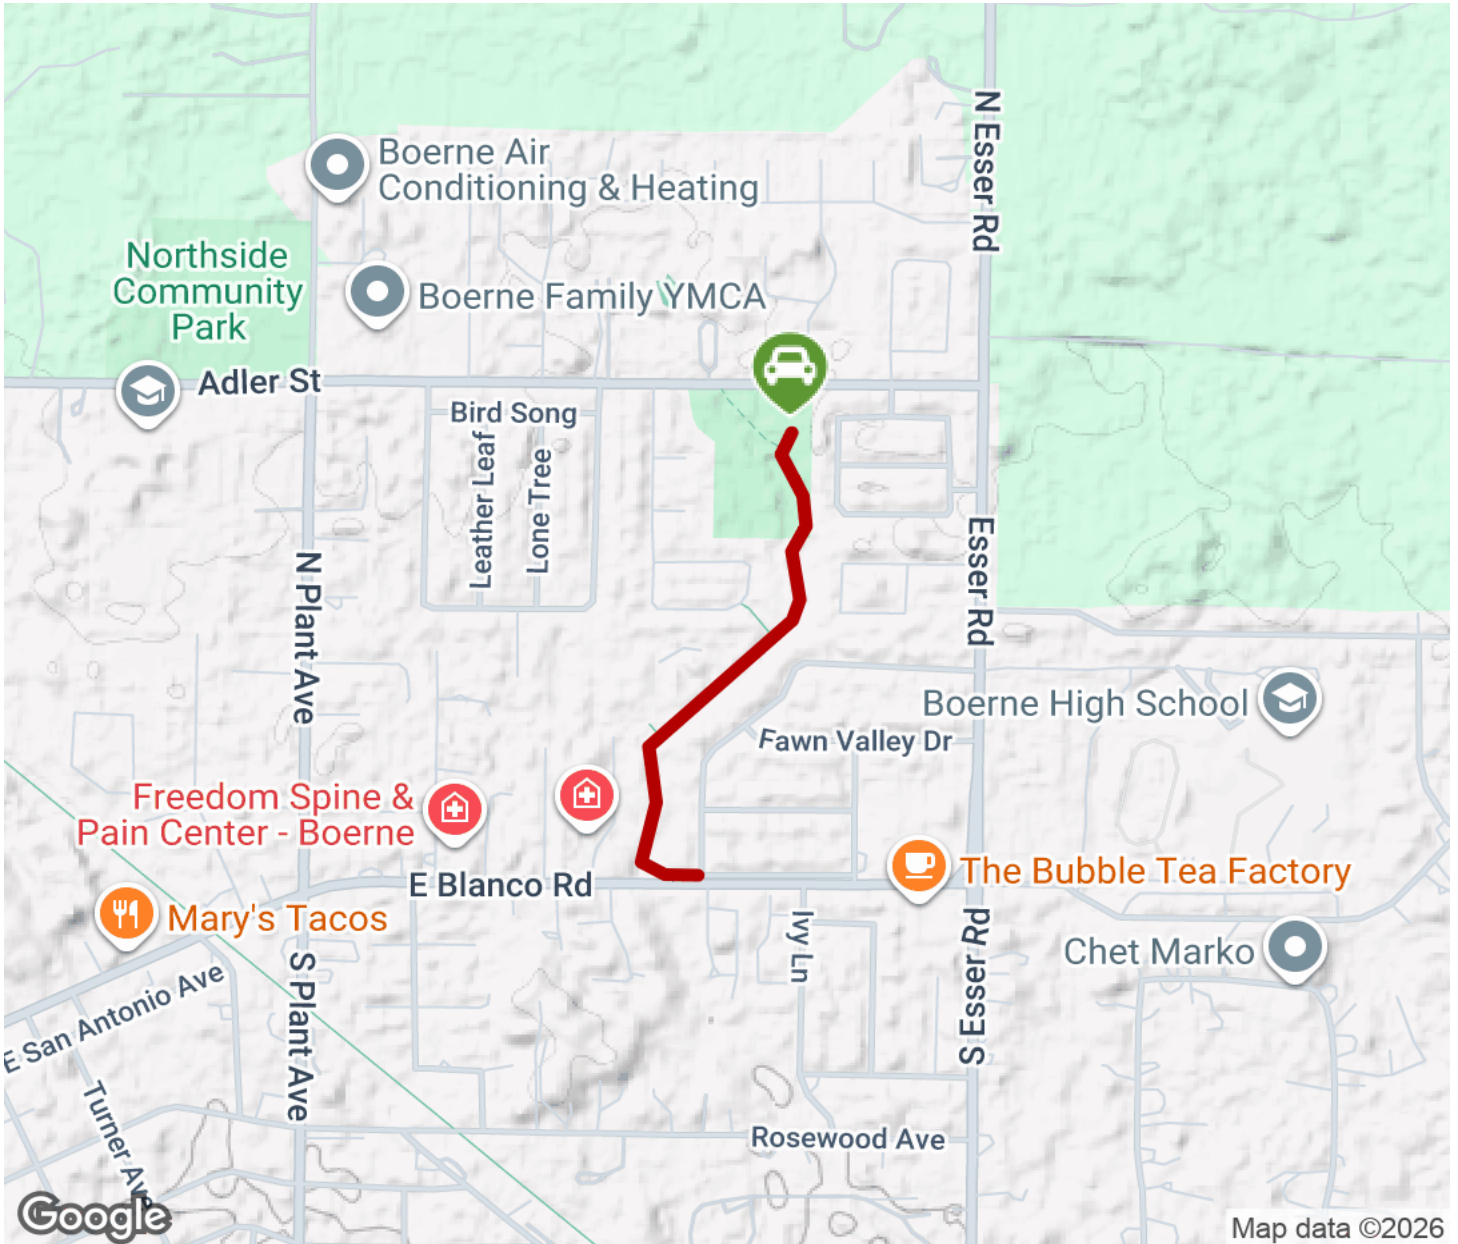 N Esser Rd
Boerne Air
Conditioning & Heating
Northside
Community
Park
Boerne Family YMCA
Adler St
Bird Song
Leather Leaf
Lone Tree
N Plant Ave
Esser Rd
Boerne High School
Fawn Valley Dr
Freedom Spine &
Pain Center - Boerne
E Blanco Rd
The Bubble Tea Factory
Mary's Tacos
Ivy Ln
S Esser Rd
Chet Marko
E San Antonio Ave
S Plant Ave
Turner Ave
Rosewood Ave
Google
Map data ©2026